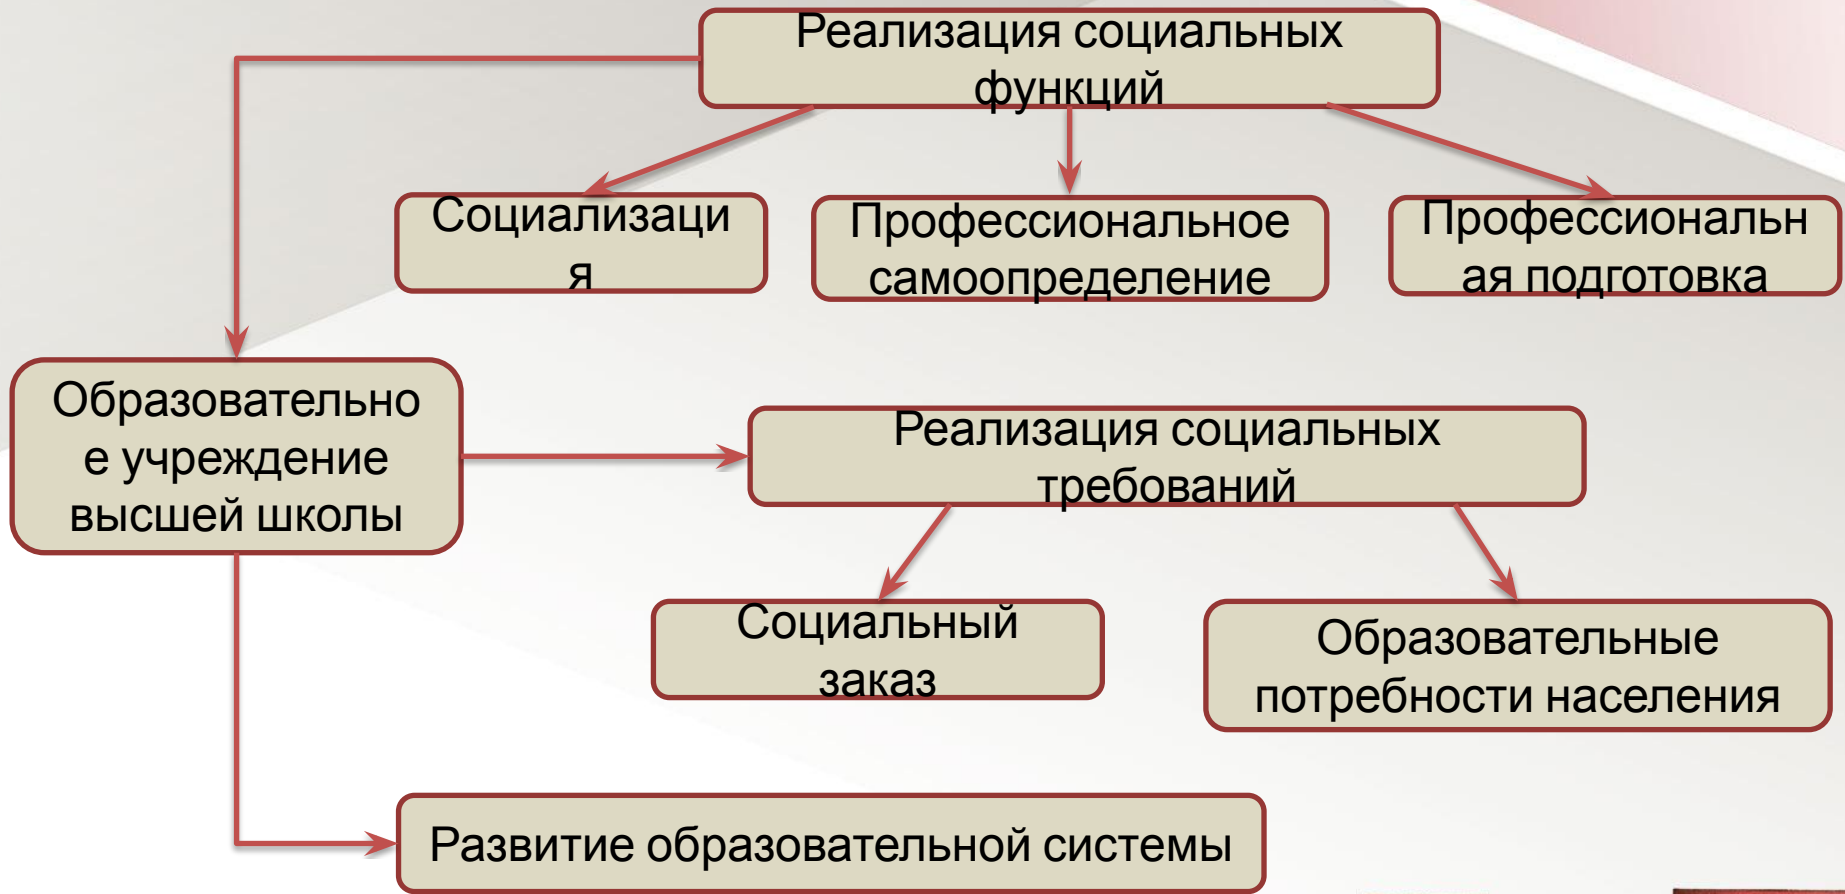 Реализация социальных
функций
Социализаци
я
Профессиональное
самоопределение
Профессиональн
ая подготовка
Образовательно
е учреждение
высшей школы
Реализация социальных
требований
Социальный
заказ
Образовательные
потребности населения
Развитие образовательной системы